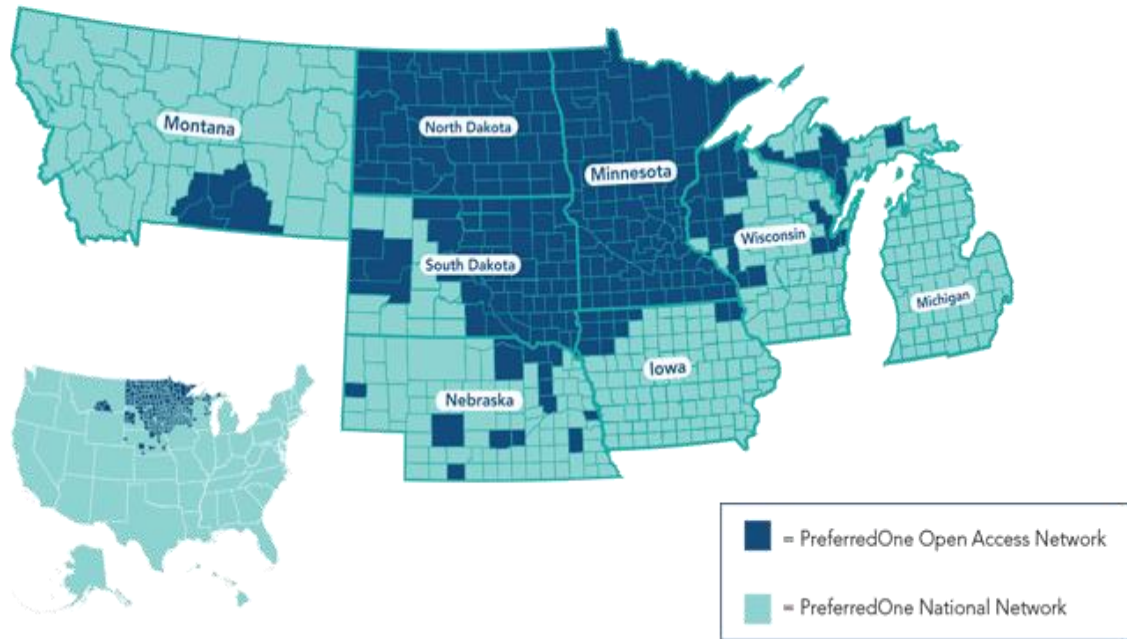 Montana
North Dakota
Minnesota
South Dakota
Wisconsin
Michigan
Iowa
Nebraska
= PreferredOne Open Access Network
= PreferredOne National Network